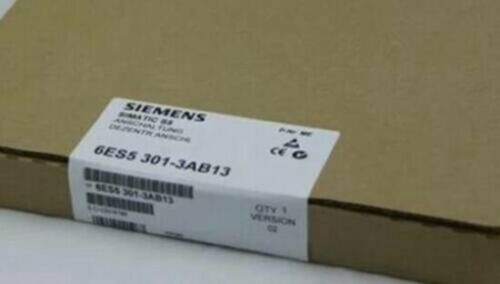 SIEMENS
SIMATIC S5
ANSCHALTUNG
DEZENTR.ANSCHL
6ES5 301-3AB13
CE
6ES5 301-3AB13
QTY 1
VERSION
02